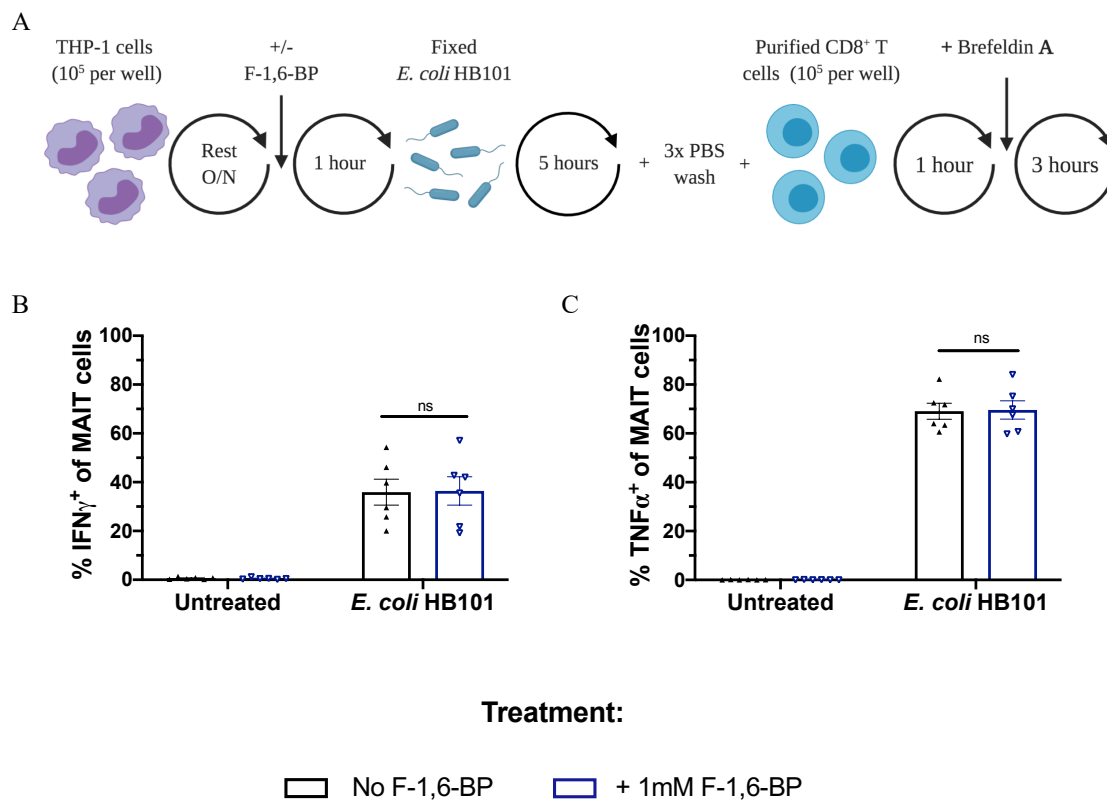 A
THP-1 cells
(10⁵ per well)
+/-
F-1,6-BP
Fixed
E. coli HB101
Purified CD8⁺ T
cells (10⁵ per well)
+ Brefeldin A
Rest
O/N
1 hour
5 hours
+
3x PBS
wash
+
1 hour
3 hours
B
% IFNγ⁺ of MAIT cells
100
80
60
40
20
0
ns
Untreated
E. coli HB101
C
% TNFα⁺ of MAIT cells
100
80
60
40
20
0
ns
Untreated
E. coli HB101
Treatment:
No F-1,6-BP
+ 1mM F-1,6-BP